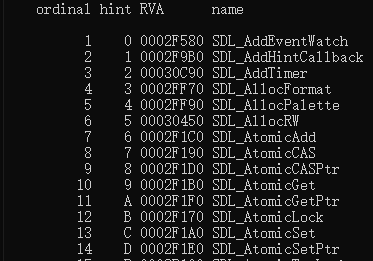 ordinal hint RVA name
1 0 0002F580 SDL_AddEventWatch
2 1 0002F9B0 SDL_AddHintCallback
3 2 00030C90 SDL_AddTimer
4 3 0002FF70 SDL_AllocFormat
5 4 0002FF90 SDL_AllocPalette
6 5 00030450 SDL_AllocRW
7 6 0002F1C0 SDL_AtomicAdd
8 7 0002F190 SDL_AtomicCAS
9 8 0002F1D0 SDL_AtomicCASPtr
10 9 0002F1B0 SDL_AtomicGet
11 A 0002F1F0 SDL_AtomicGetPtr
12 B 0002F170 SDL_AtomicLock
13 C 0002F1A0 SDL_AtomicSet
14 D 0002F1E0 SDL_AtomicSetPtr